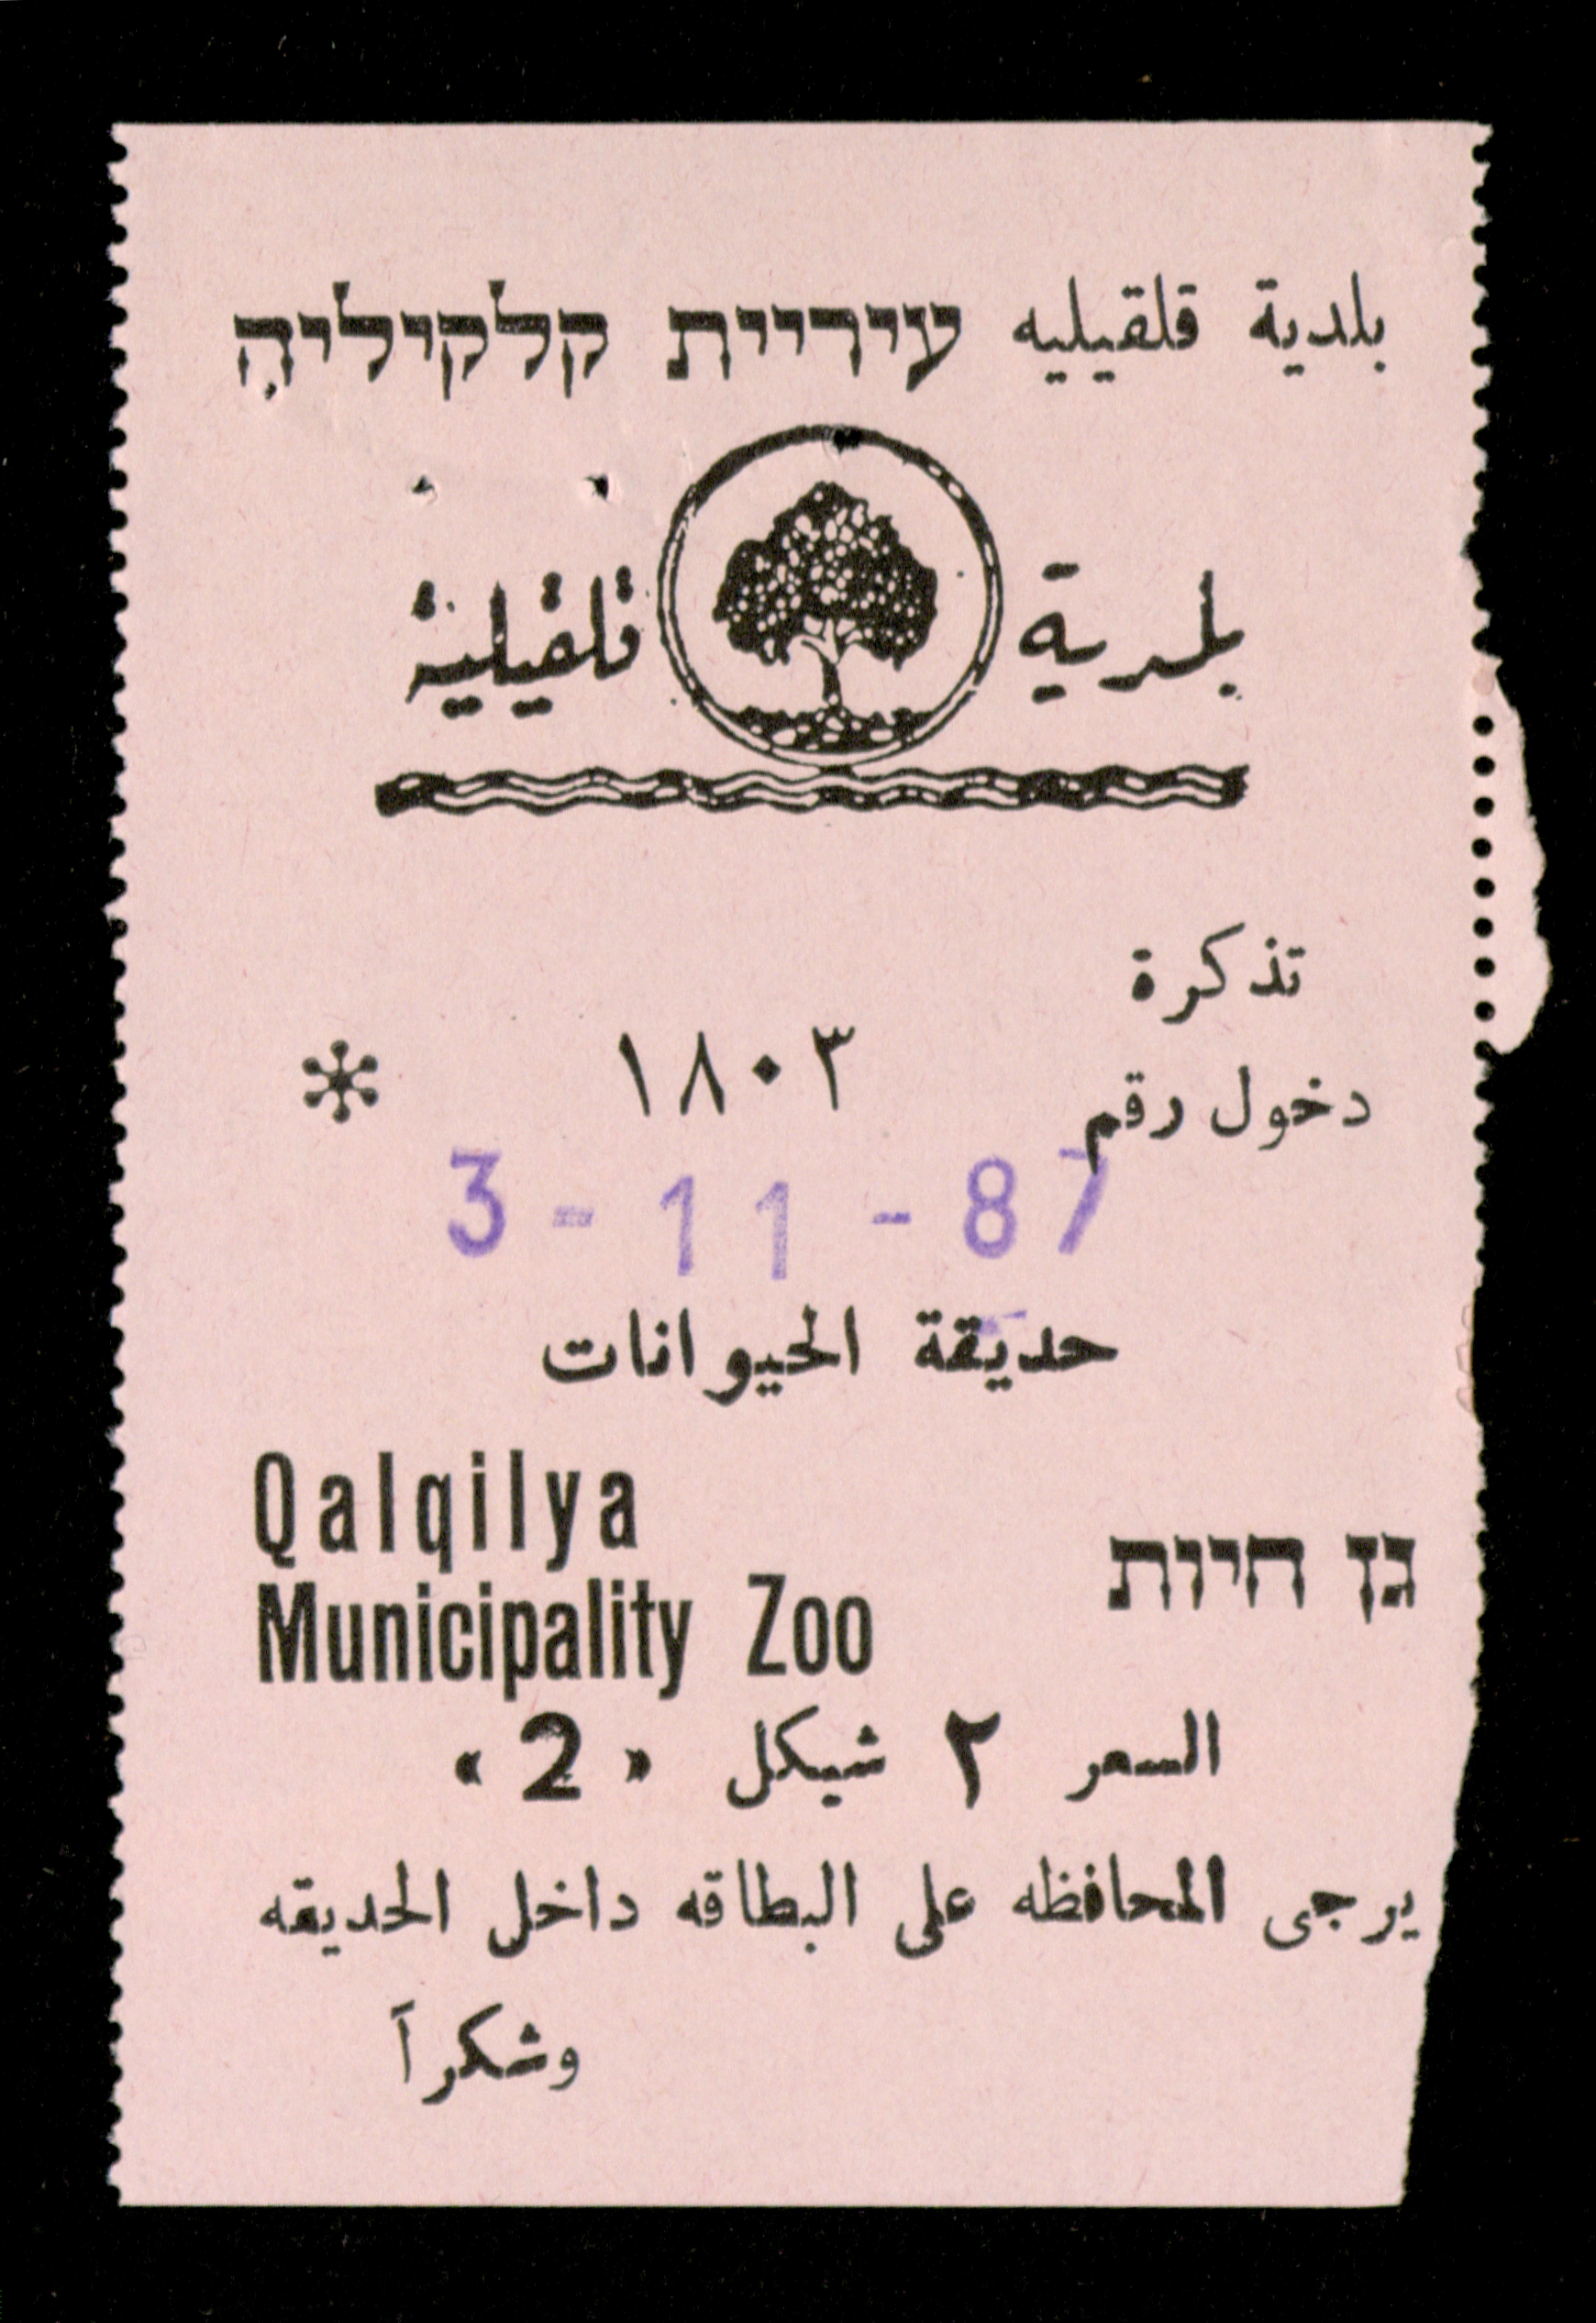 بلدية قلقيليه עיריית קלקיליה
بلدية قلقيلية
تذكرة
دخول رقم ١٨٠٣ *
3-11-87
حديقة الحيوانات
Qalqilya
Municipality Zoo
גן חיות
السعر ٢ شيكل « 2 »
يرجى المحافظه على البطاقه داخل الحديقه
وشكراً